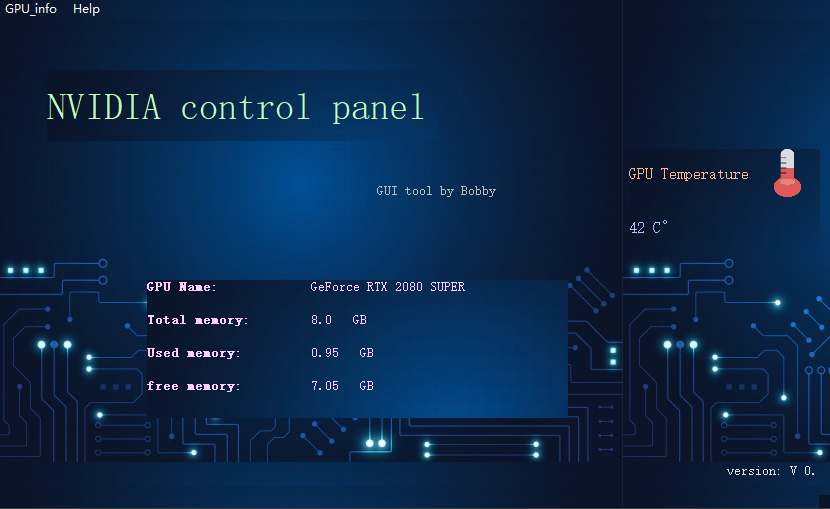 GPU_info Help
NVIDIA control panel
GUI tool by Bobby
GPU Temperature
42 C°
GPU Name: GeForce RTX 2080 SUPER
Total memory: 8.0 GB
Used memory: 0.95 GB
free memory: 7.05 GB
version: V 0.